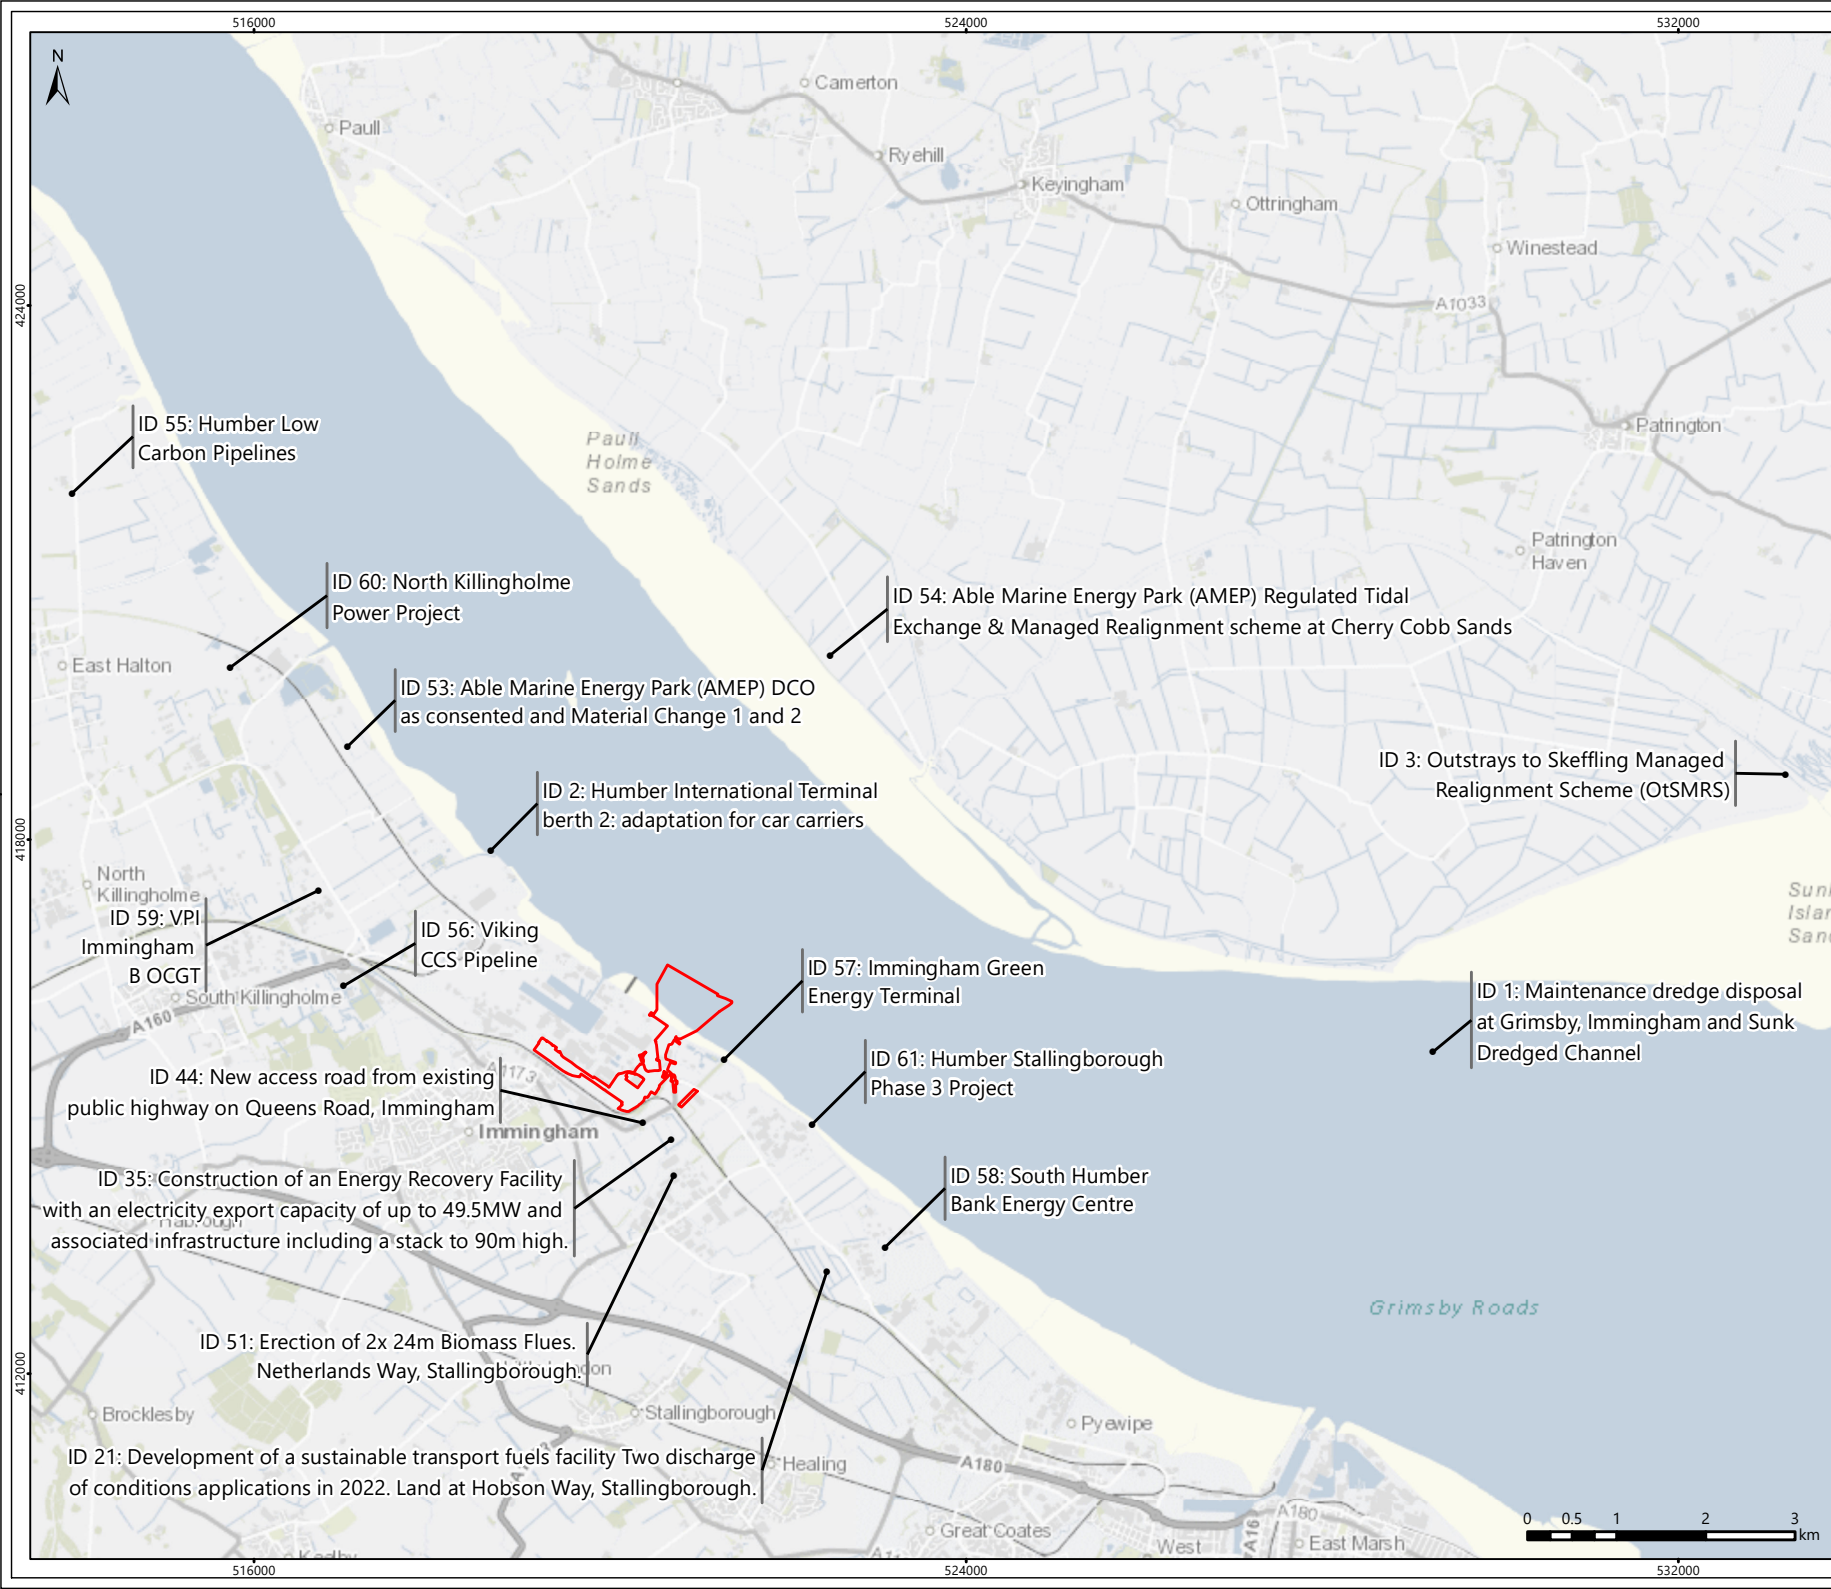 516000
524000
532000
N
Camerton
Paull
Ryehill
Keyingham
Ottringham
Winestead
424000
A1033
ID 55: Humber Low
Carbon Pipelines
Paull
Holme
Sands
Patrington
Patrington
Haven
ID 60: North Killingholme
Power Project
ID 54: Able Marine Energy Park (AMEP) Regulated Tidal
Exchange & Managed Realignment scheme at Cherry Cobb Sands
East Halton
ID 53: Able Marine Energy Park (AMEP) DCO
as consented and Material Change 1 and 2
ID 3: Outstrays to Skeffling Managed
Realignment Scheme (OtSMRS)
ID 2: Humber International Terminal
berth 2: adaptation for car carriers
418000
North
Killingholme
ID 59: VPI
Immingham
B OCGT
ID 56: Viking
CCS Pipeline
ID 57: Immingham Green
Energy Terminal
South Killingholme
A160
ID 1: Maintenance dredge disposal
at Grimsby, Immingham and Sunk
Dredged Channel
ID 61: Humber Stallingborough
Phase 3 Project
A1173
ID 44: New access road from existing
public highway on Queens Road, Immingham
Immingham
ID 35: Construction of an Energy Recovery Facility
with an electricity export capacity of up to 49.5MW and
associated infrastructure including a stack to 90m high.
ID 58: South Humber
Bank Energy Centre
Grimsby Roads
ID 51: Erection of 2x 24m Biomass Flues.
Netherlands Way, Stallingborough.
412000
Brocklesby
Stallingborough
Pyewipe
ID 21: Development of a sustainable transport fuels facility Two discharge
of conditions applications in 2022. Land at Hobson Way, Stallingborough.
Healing
A180
Great Coates
A180
A16
West
East Marsh
0 0.5 1 2 3
km
516000
524000
532000